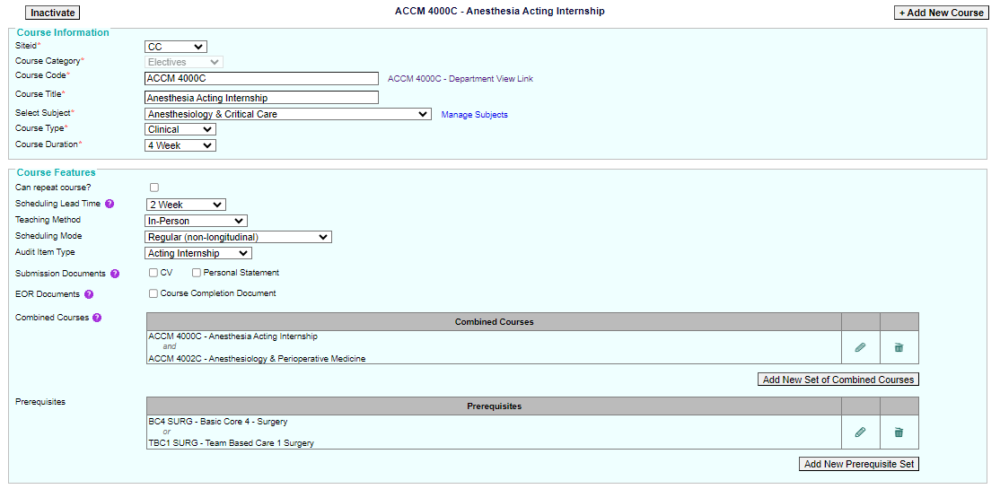 Inactivate
ACCM 4000C - Anesthesia Acting Internship
+ Add New Course
Course Information
Siteid* CC
Course Category* Electives
Course Code* ACCM 4000C ACCM 4000C - Department View Link
Course Title* Anesthesia Acting Internship
Select Subject* Anesthesiology & Critical Care Manage Subjects
Course Type* Clinical
Course Duration* 4 Week
Course Features
Can repeat course?
Scheduling Lead Time ? 2 Week
Teaching Method In-Person
Scheduling Mode Regular (non-longitudinal)
Audit Item Type Acting Internship
Submission Documents ? CV Personal Statement
EOR Documents ? Course Completion Document
Combined Courses ? Combined Courses
ACCM 4000C - Anesthesia Acting Internship
and
ACCM 4002C - Anesthesiology & Perioperative Medicine
Add New Set of Combined Courses
Prerequisites Prerequisites
BC4 SURG - Basic Core 4 - Surgery
or
TBC1 SURG - Team Based Care 1 Surgery
Add New Prerequisite Set